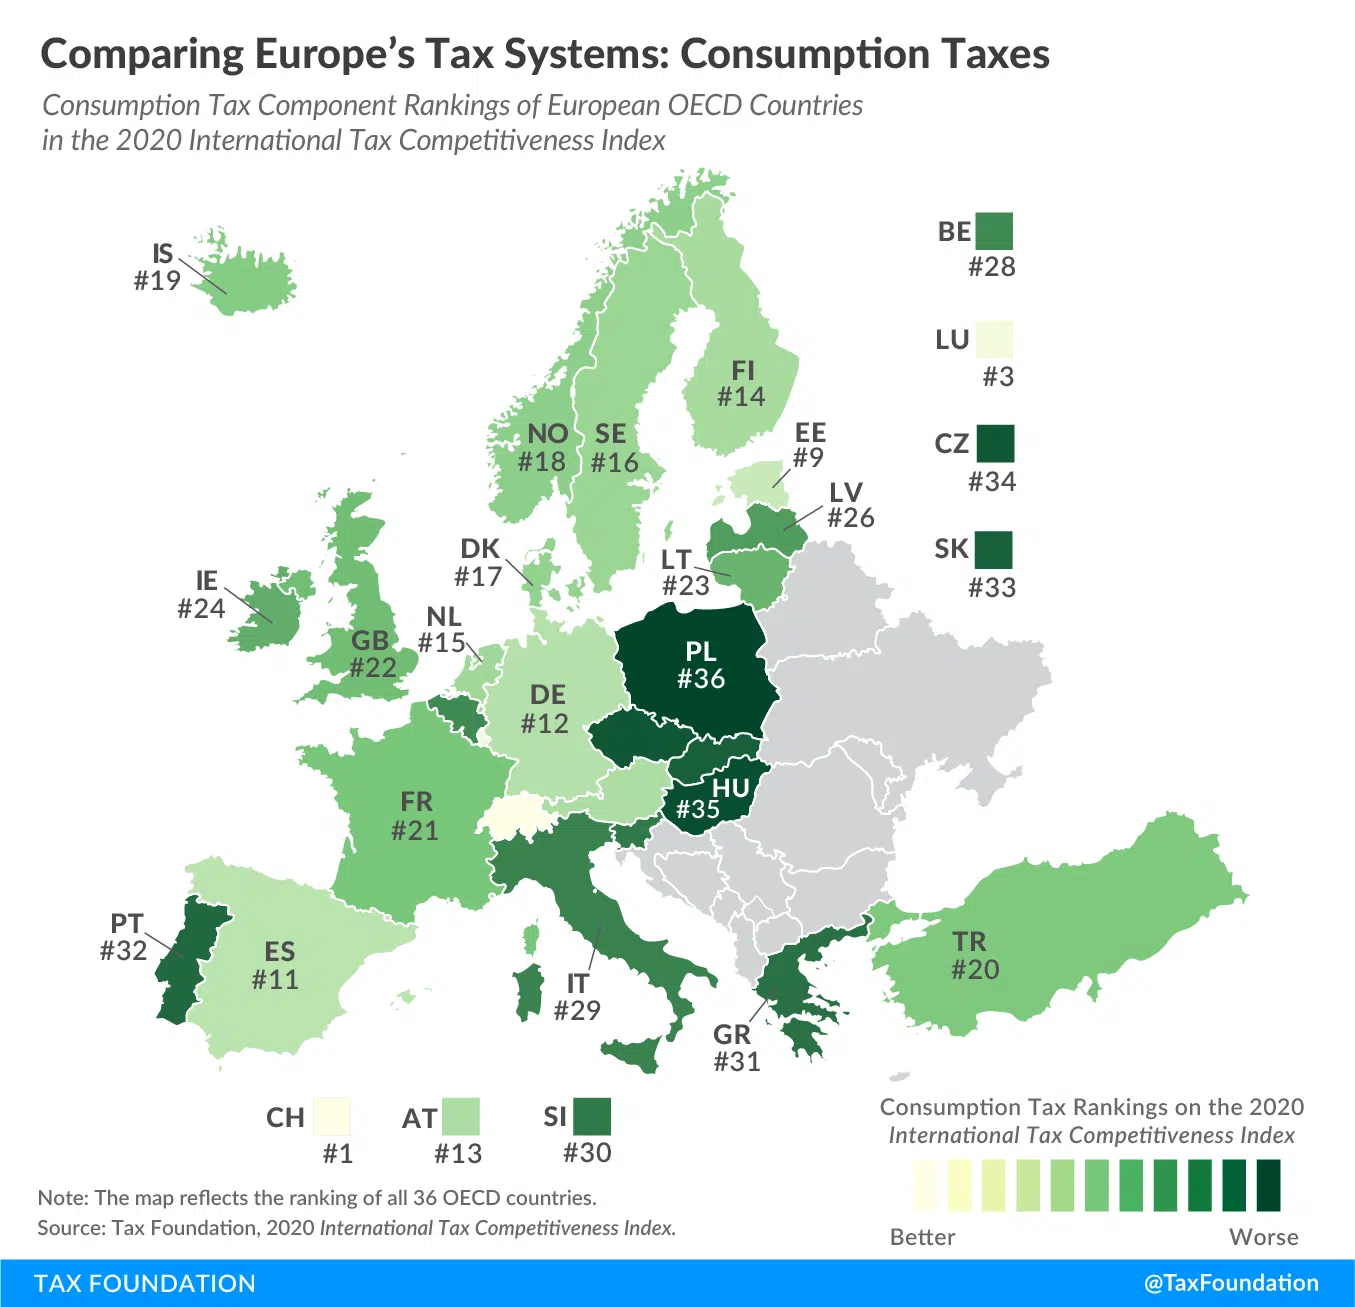 Comparing Europe's Tax Systems: Consumption Taxes
Consumption Tax Component Rankings of European OECD Countries
in the 2020 International Tax Competitiveness Index
IS
#19
BE
#28
LU
#3
CZ
#34
SK
#33
FI
#14
NO
#18
SE
#16
EE
#9
LV
#26
LT
#23
DK
#17
IE
#24
GB
#22
NL
#15
PL
#36
DE
#12
HU
#35
FR
#21
PT
#32
ES
#11
IT
#29
GR
#31
TR
#20
CH
#1
AT
#13
SI
#30
Consumption Tax Rankings on the 2020
International Tax Competitiveness Index
Better
Worse
Note: The map reflects the ranking of all 36 OECD countries.
Source: Tax Foundation, 2020 International Tax Competitiveness Index.
TAX FOUNDATION
@TaxFoundation